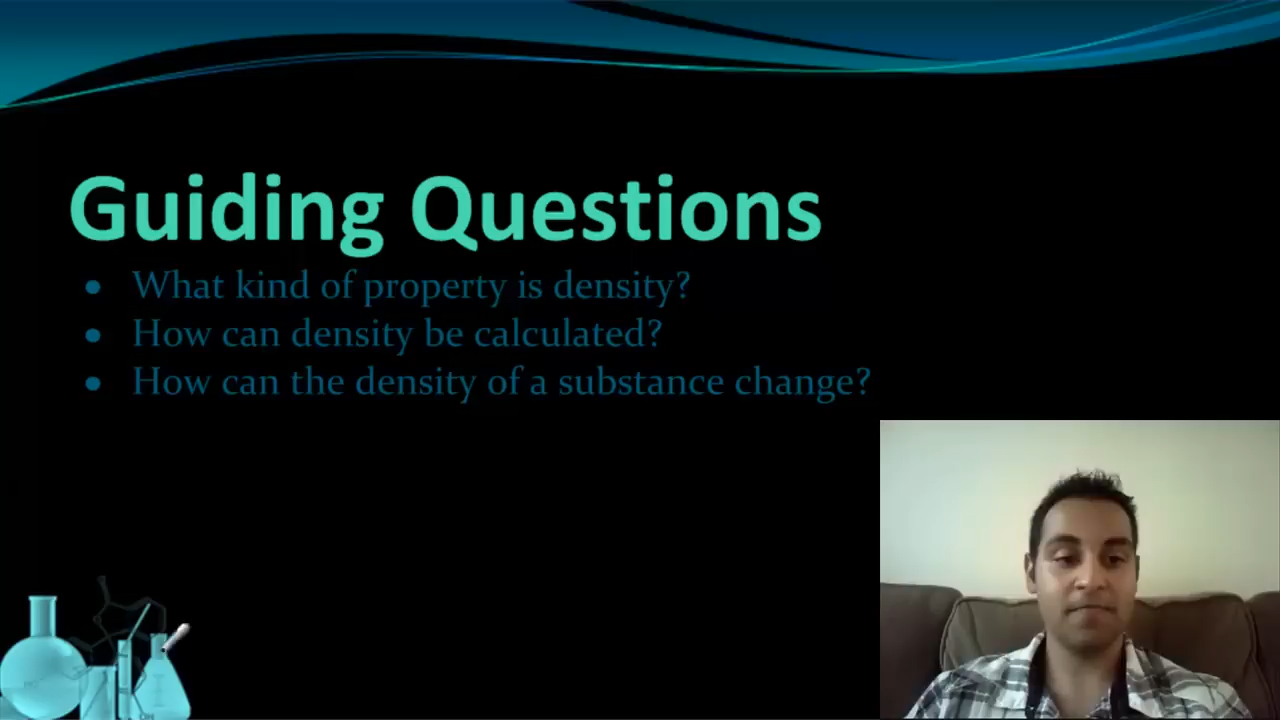 Guiding Questions
• What kind of property is density?
• How can density be calculated?
• How can the density of a substance change?